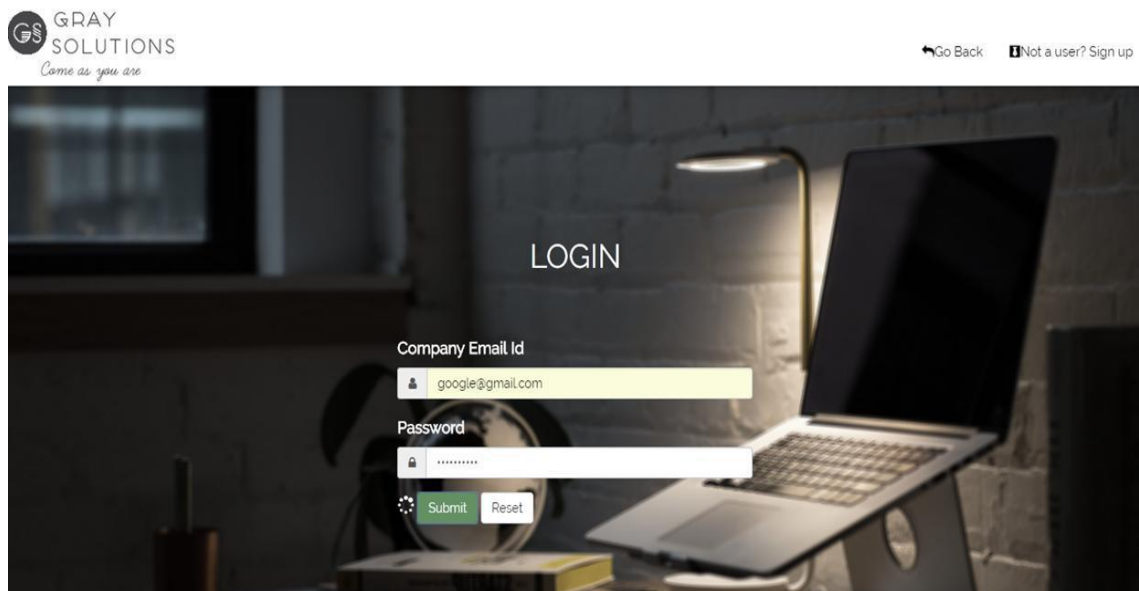 GS
GRAY
SOLUTIONS
Come as you are
Go Back
Not a user? Sign up
LOGIN
Company Email Id
google@gmail.com
Password
..........
Submit
Reset